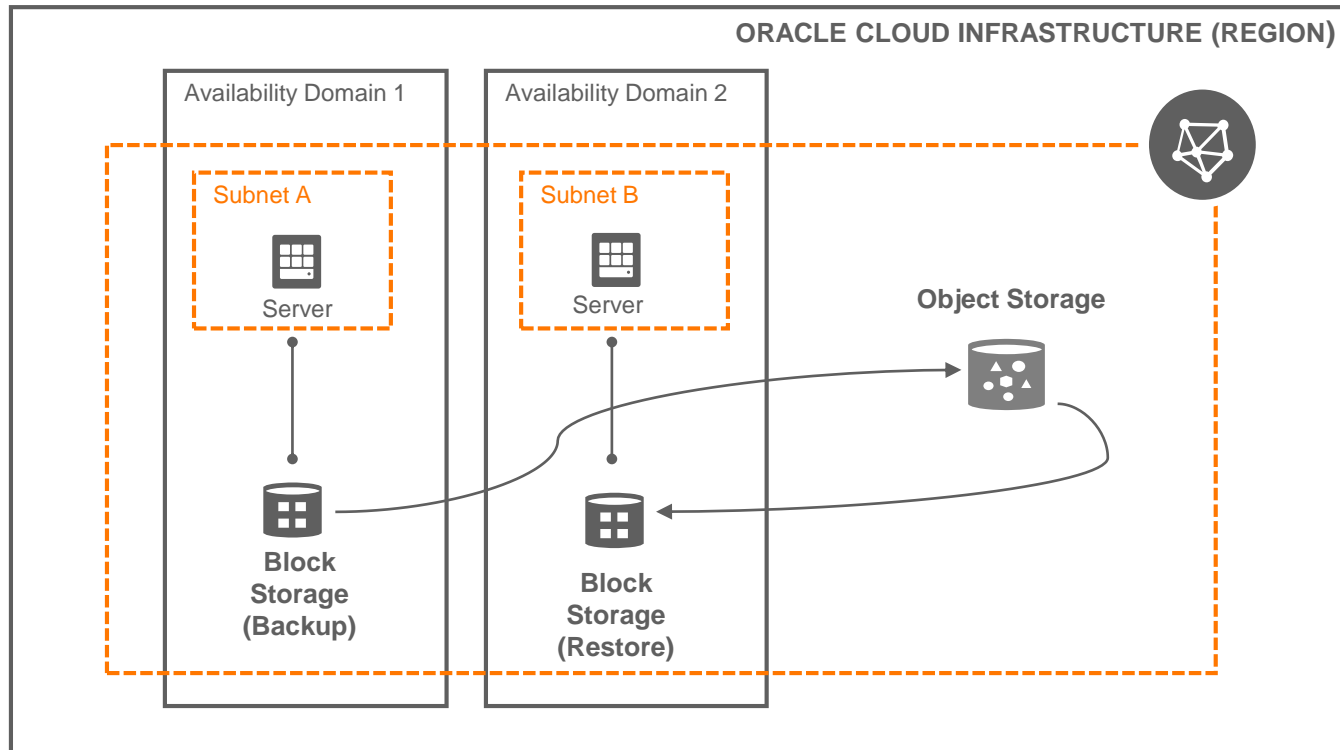 ORACLE CLOUD INFRASTRUCTURE (REGION)
Availability Domain 1
Availability Domain 2
Subnet A
Subnet B
Server
Server
Object Storage
Block
Storage
(Backup)
Block
Storage
(Restore)